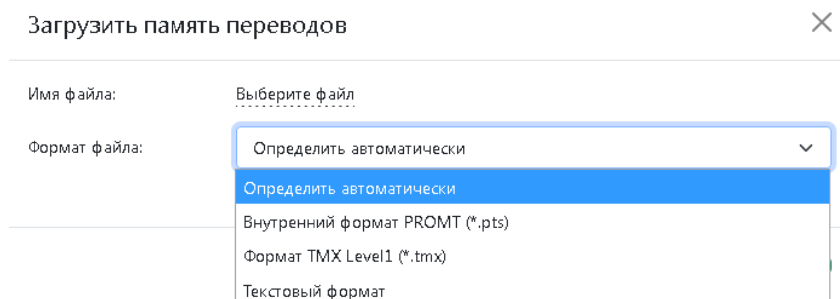 Загрузить память переводов
Имя файла: Выберите файл
Формат файла: Определить автоматически
Определить автоматически
Внутренний формат PROMT (*.pts)
Формат TMX Level1 (*.tmx)
Текстовый формат